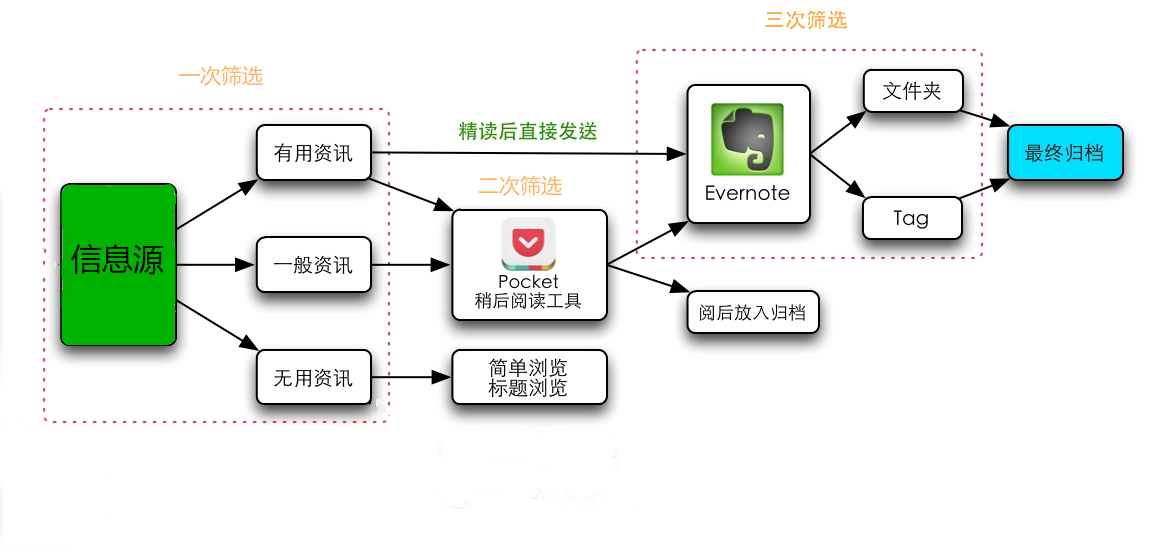 三次筛选
一次筛选
文件夹
精读后直接发送
有用资讯
最终归档
二次筛选
Evernote
Tag
信息源
一般资讯
Pocket
稍后阅读工具
阅后放入归档
无用资讯
简单浏览
标题浏览